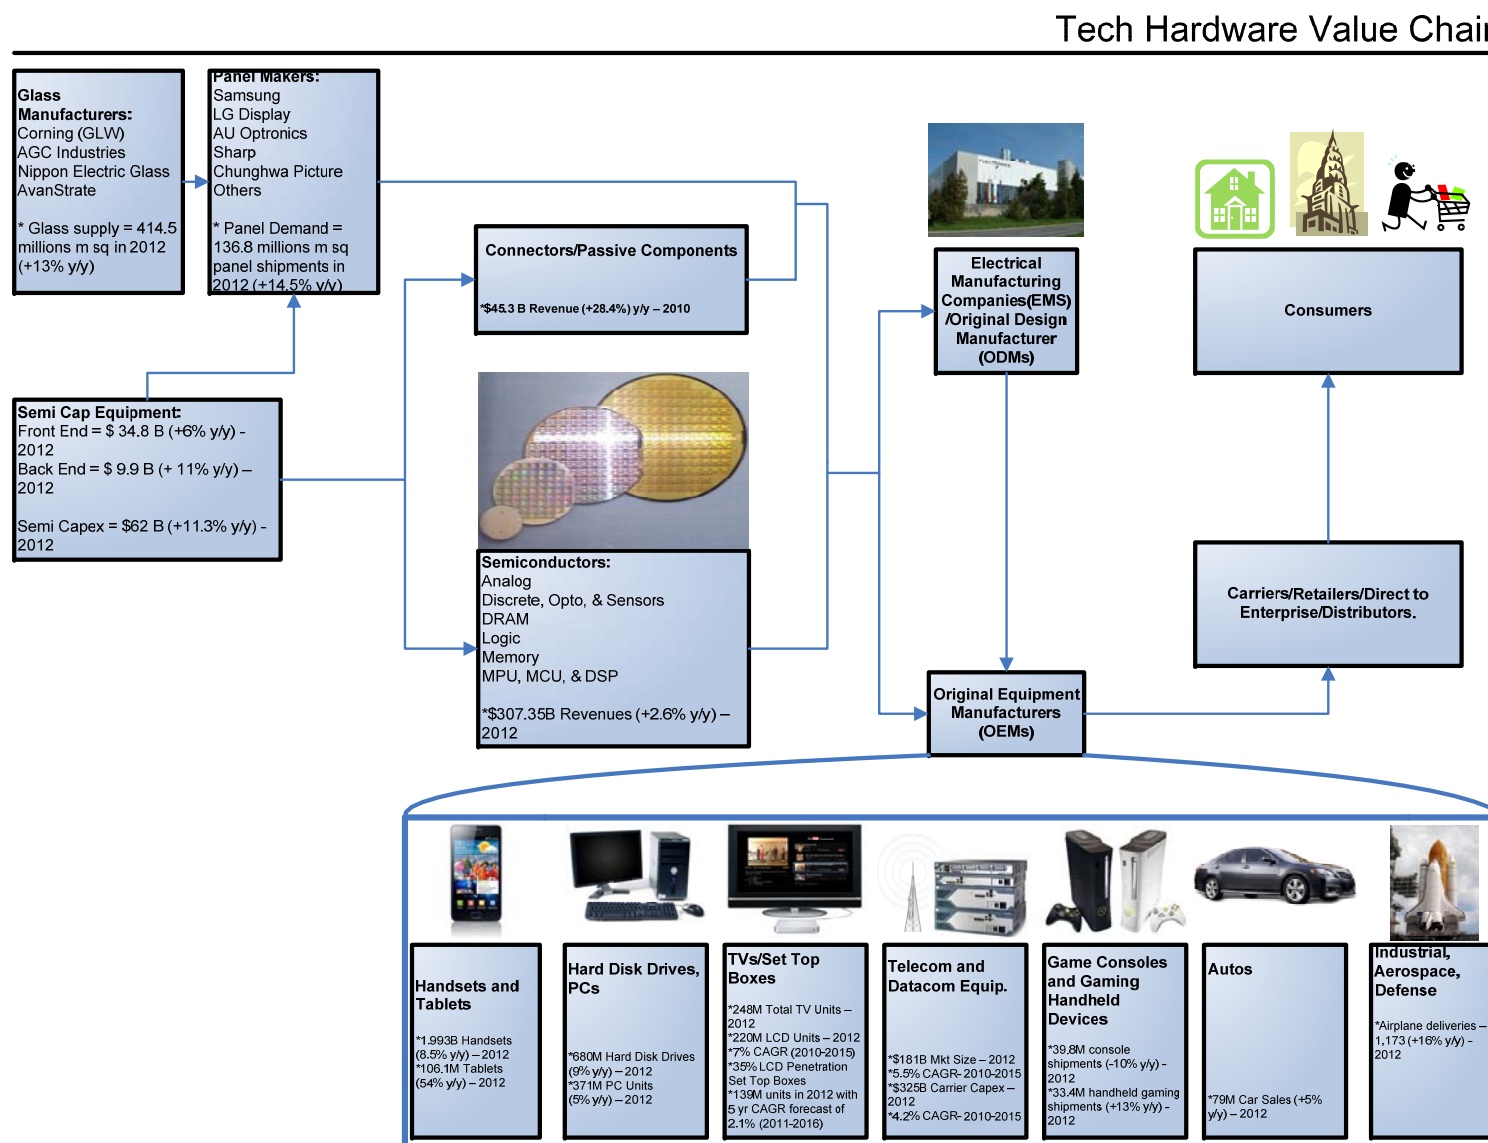 Tech Hardware Value Chain
Glass
Manufacturers:
Corning (GLW)
AGC Industries
Nippon Electric Glass
AvanStrate
* Glass supply = 414.5
millions m sq in 2012
(+13% y/y)
Panel Makers:
Samsung
LG Display
AU Optronics
Sharp
Chunghwa Picture
Others
* Panel Demand =
136.8 millions m sq
panel shipments in
2012 (+14.5% y/y)
Connectors/Passive Components
*$45.3 B Revenue (+28.4%) y/y – 2010
Electrical
Manufacturing
Companies(EMS)
/Original Design
Manufacturer
(ODMs)
Consumers
Semi Cap Equipment:
Front End = $ 34.8 B (+6% y/y) -
2012
Back End = $ 9.9 B (+ 11% y/y) –
2012
Semi Capex = $62 B (+11.3% y/y) -
2012
Semiconductors:
Analog
Discrete, Opto, & Sensors
DRAM
Logic
Memory
MPU, MCU, & DSP
*$307.35B Revenues (+2.6% y/y) –
2012
Carriers/Retailers/Direct to
Enterprise/Distributors.
Original Equipment
Manufacturers
(OEMs)
Handsets and
Tablets
*1.993B Handsets
(8.5% y/y) – 2012
*106.1M Tablets
(54% y/y) – 2012
Hard Disk Drives,
PCs
*680M Hard Disk Drives
(9% y/y) – 2012
*371M PC Units
(5% y/y) – 2012
TVs/Set Top
Boxes
*248M Total TV Units –
2012
*220M LCD Units – 2012
*7% CAGR (2010-2015)
*35% LCD Penetration
Set Top Boxes
*139M units in 2012 with
5 yr CAGR forecast of
2.1% (2011-2016)
Telecom and
Datacom Equip.
*$181B Mkt Size – 2012
*5.5% CAGR- 2010-2015
*$325B Carrier Capex –
2012
*4.2% CAGR- 2010-2015
Game Consoles
and Gaming
Handheld
Devices
*39.8M console
shipments (-10% y/y) -
2012
*33.4M handheld gaming
shipments (+13% y/y) -
2012
Autos
*79M Car Sales (+5%
y/y) – 2012
Industrial,
Aerospace,
Defense
*Airplane deliveries –
1,173 (+16% y/y) -
2012